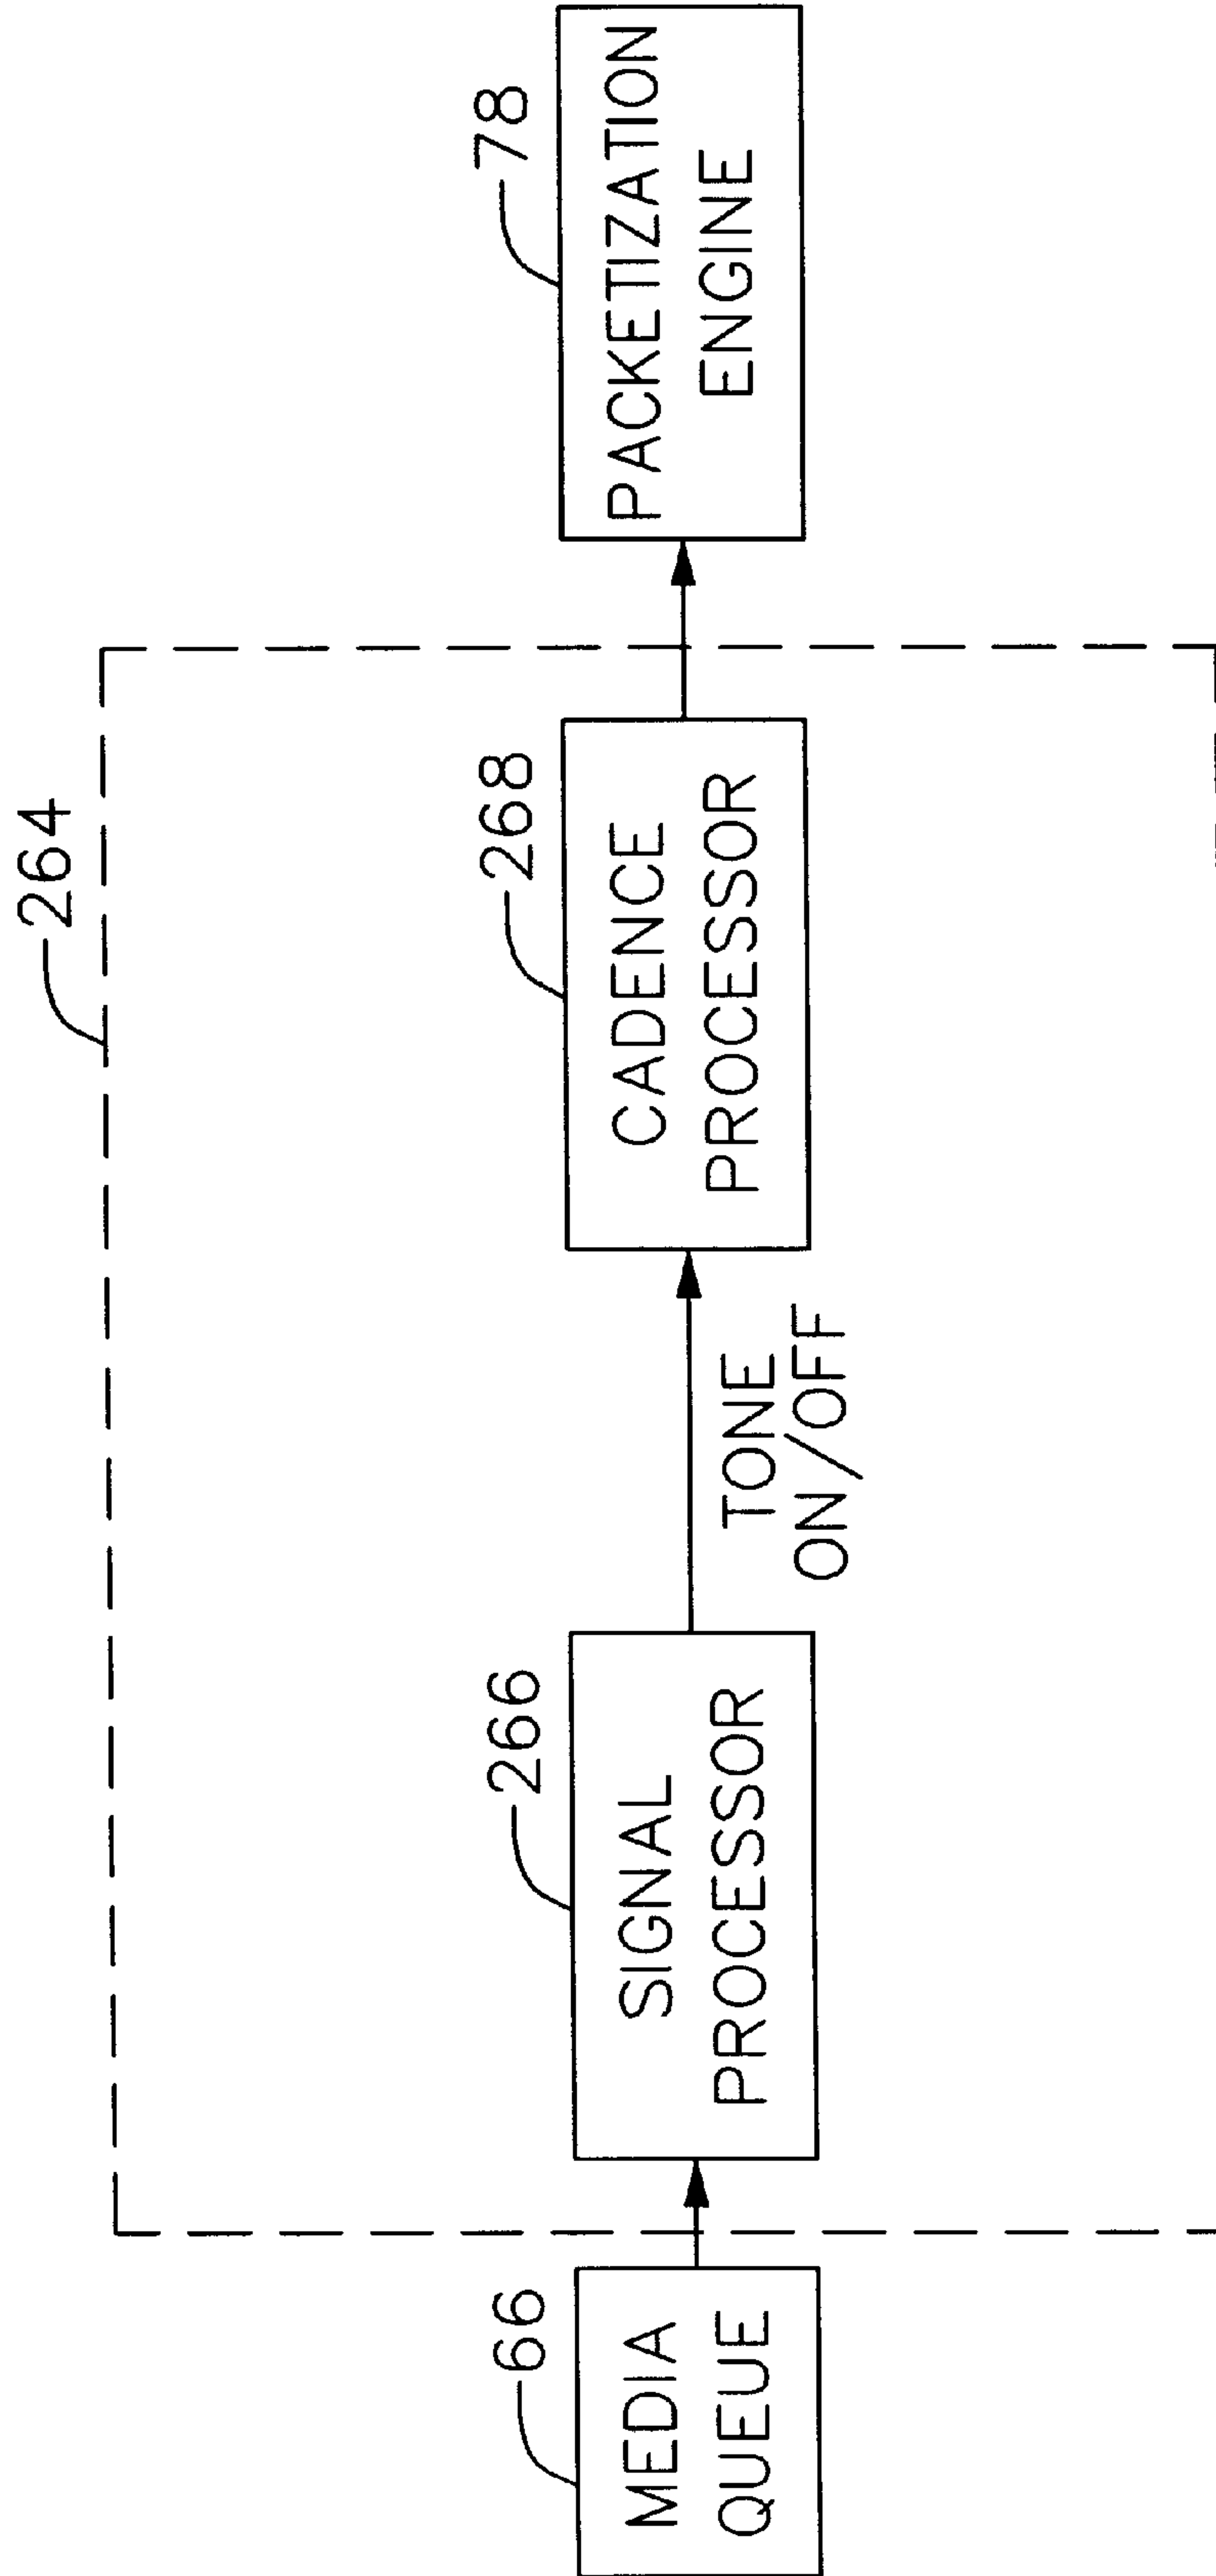 264
66
MEDIA
QUEUE
266
SIGNAL
PROCESSOR
TONE
ON/OFF
268
CADENCE
PROCESSOR
78
PACKETIZATION
ENGINE